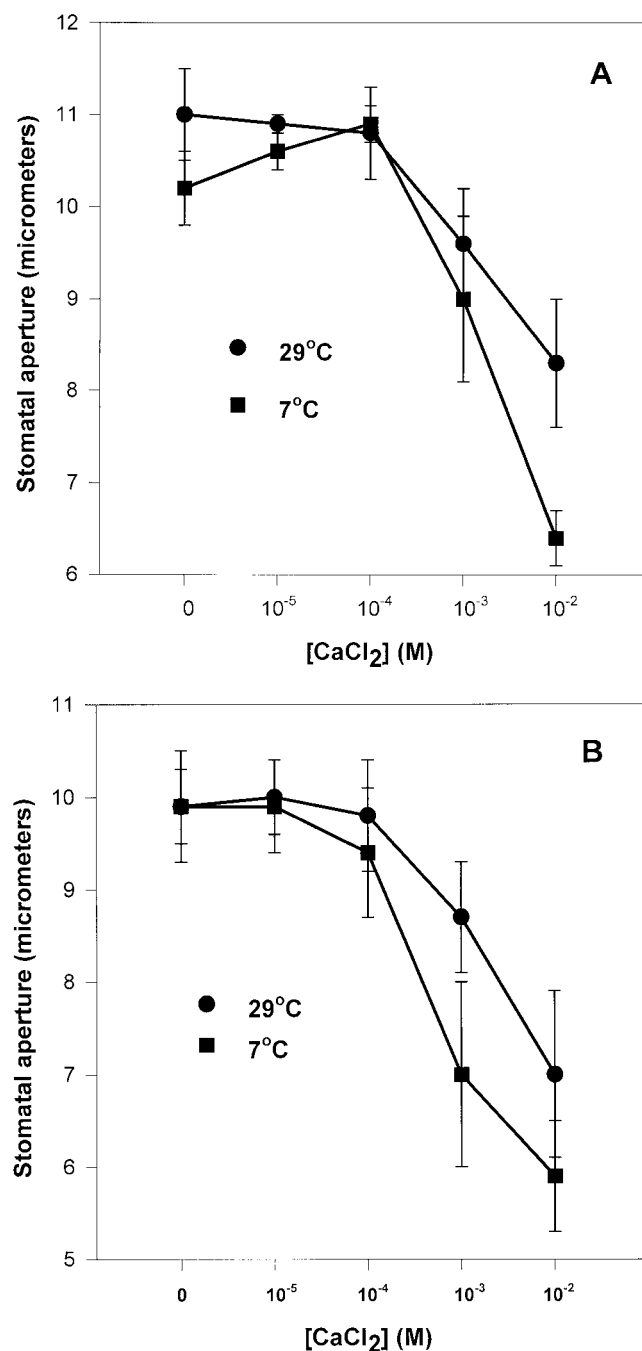 12
A
11
10
9
8
7
6
Stomatal aperture (micrometers)
29°C
7°C
0 10⁻⁵ 10⁻⁴ 10⁻³ 10⁻²
[CaCl₂] (M)
11
B
10
9
8
7
6
5
Stomatal aperture (micrometers)
29°C
7°C
0 10⁻⁵ 10⁻⁴ 10⁻³ 10⁻²
[CaCl₂] (M)